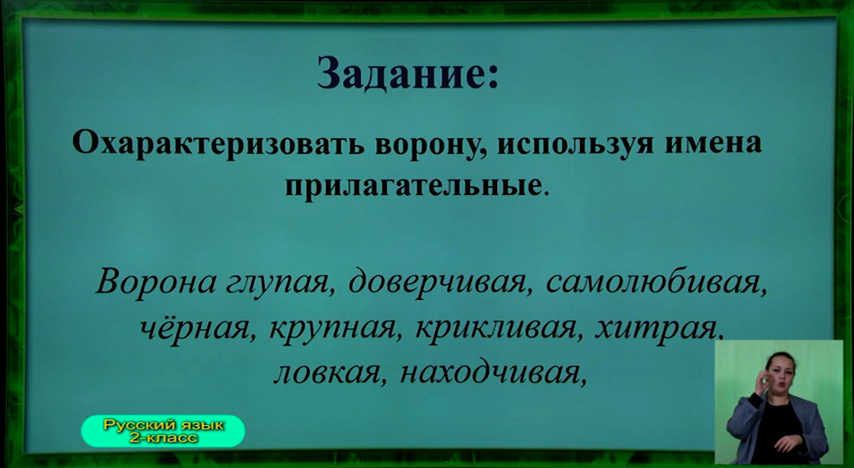 Задание:
Охарактеризовать ворону, используя имена
прилагательные.
Ворона глупая, доверчивая, самолюбивая,
чёрная, крупная, крикливая, хитрая,
ловкая, находчивая,
Русский язык
2-класс